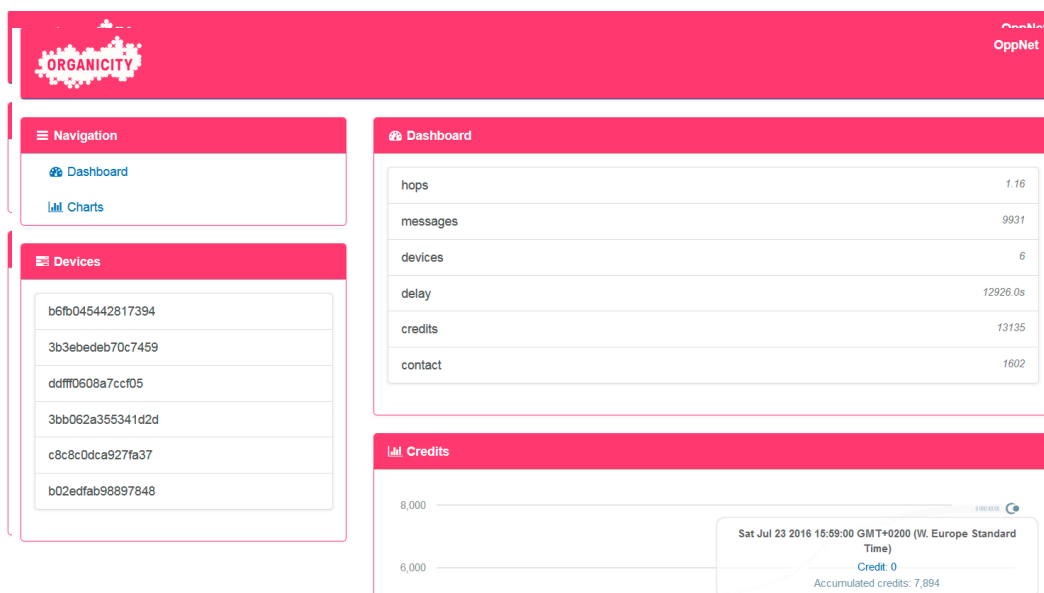 OppNet
ORGANICITY
Navigation
Dashboard
Charts
Devices
b6fb045442817394
3b3ebedeb70c7459
ddfff0608a7ccf05
3bb062a355341d2d
c8c8c0dca927fa37
b02edfab98897848
Dashboard
hops 1.16
messages 9931
devices 6
delay 12926.0s
credits 13135
contact 1602
Credits
8,000
Sat Jul 23 2016 15:59:00 GMT+0200 (W. Europe Standard
Time)
6,000
Credit: 0
Accumulated credits: 7,894